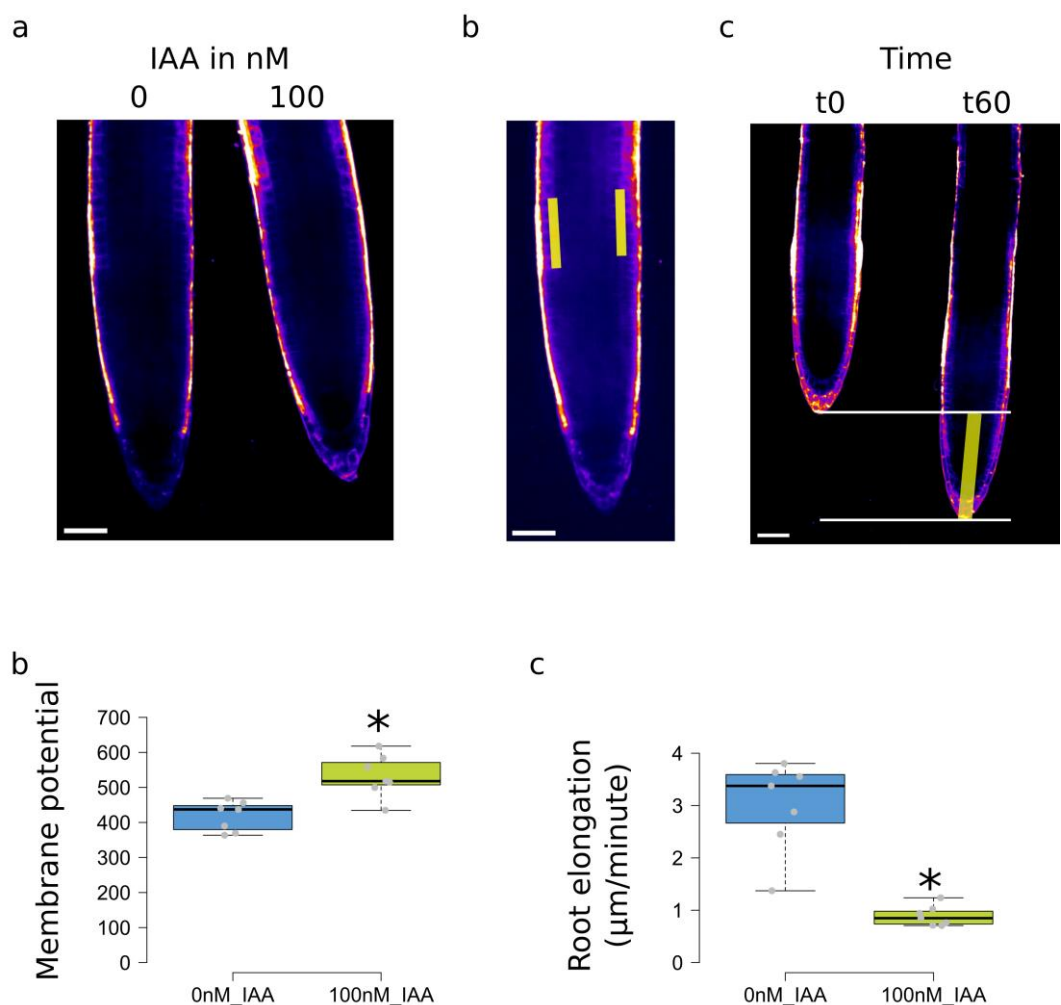 a
IAA in nM
0 100
b
c
Time
t0 t60
b
Membrane potential
700
600
500
400
300
200
100
0
*
0nM_IAA 100nM_IAA
c
Root elongation
(µm/minute)
4
3
2
1
0
*
0nM_IAA 100nM_IAA